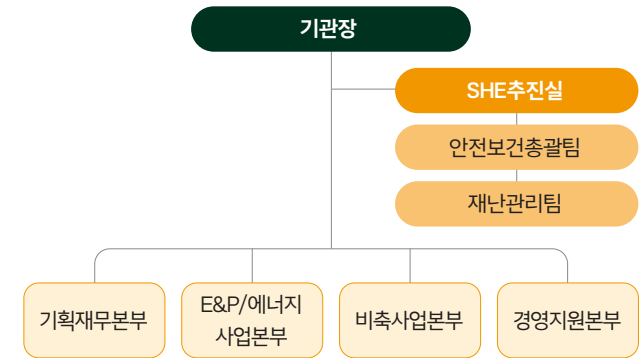 기관장
SHE추진실
안전보건총괄팀
재난관리팀
기획재무본부
E&P/에너지
사업본부
비축사업본부
경영지원본부